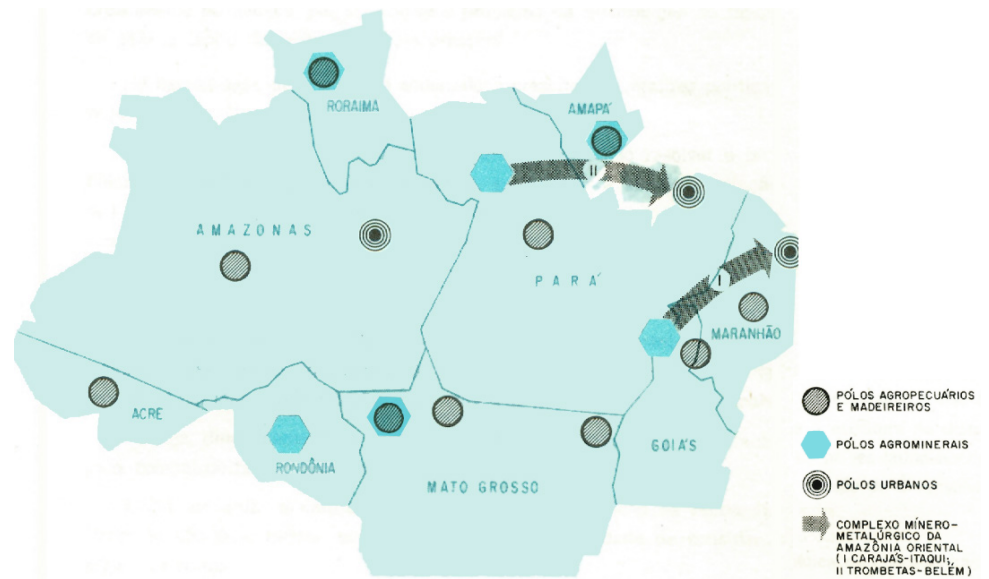 RORAIMA
AMAPÁ
II
AMAZONAS
PARÁ
I
MARANHÃO
ACRE
RONDÔNIA
GOIÁS
MATO GROSSO
PÓLOS AGROPECUÁRIOS
E MADEIREIROS
PÓLOS AGROMINERAIS
PÓLOS URBANOS
COMPLEXO MÍNERO-
METALÚRGICO DA
AMAZÔNIA ORIENTAL
( I CARAJÁS-ITAQUI;
II TROMBETAS-BELÉM )